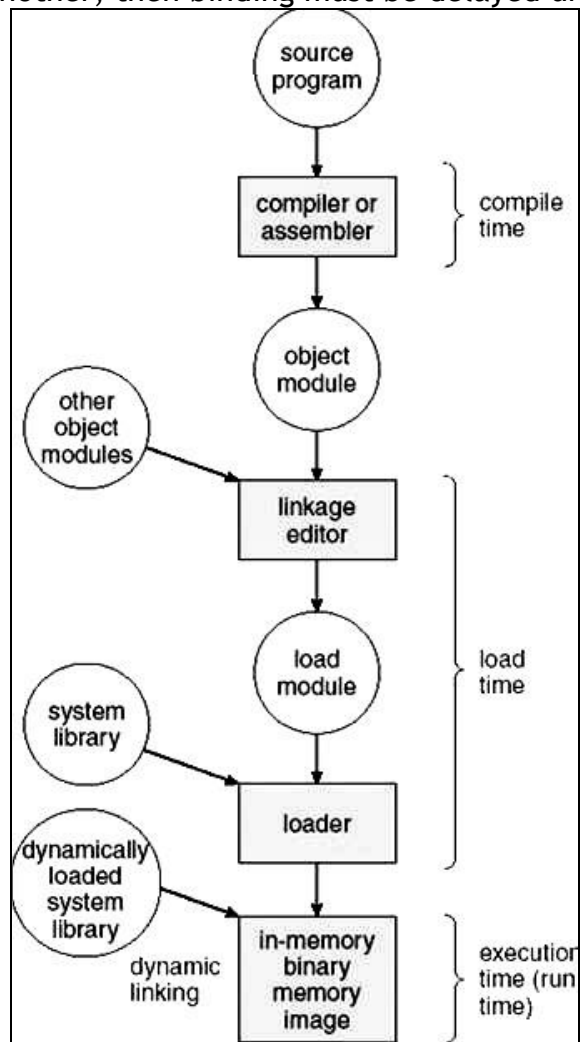 then binding must be delayed
source
program
compiler or
assembler
compile
time
object
module
other
object
modules
linkage
editor
load
module
load
time
system
library
loader
dynamically
loaded
system
library
dynamic
linking
in-memory
binary
memory
image
execution
time (run
time)